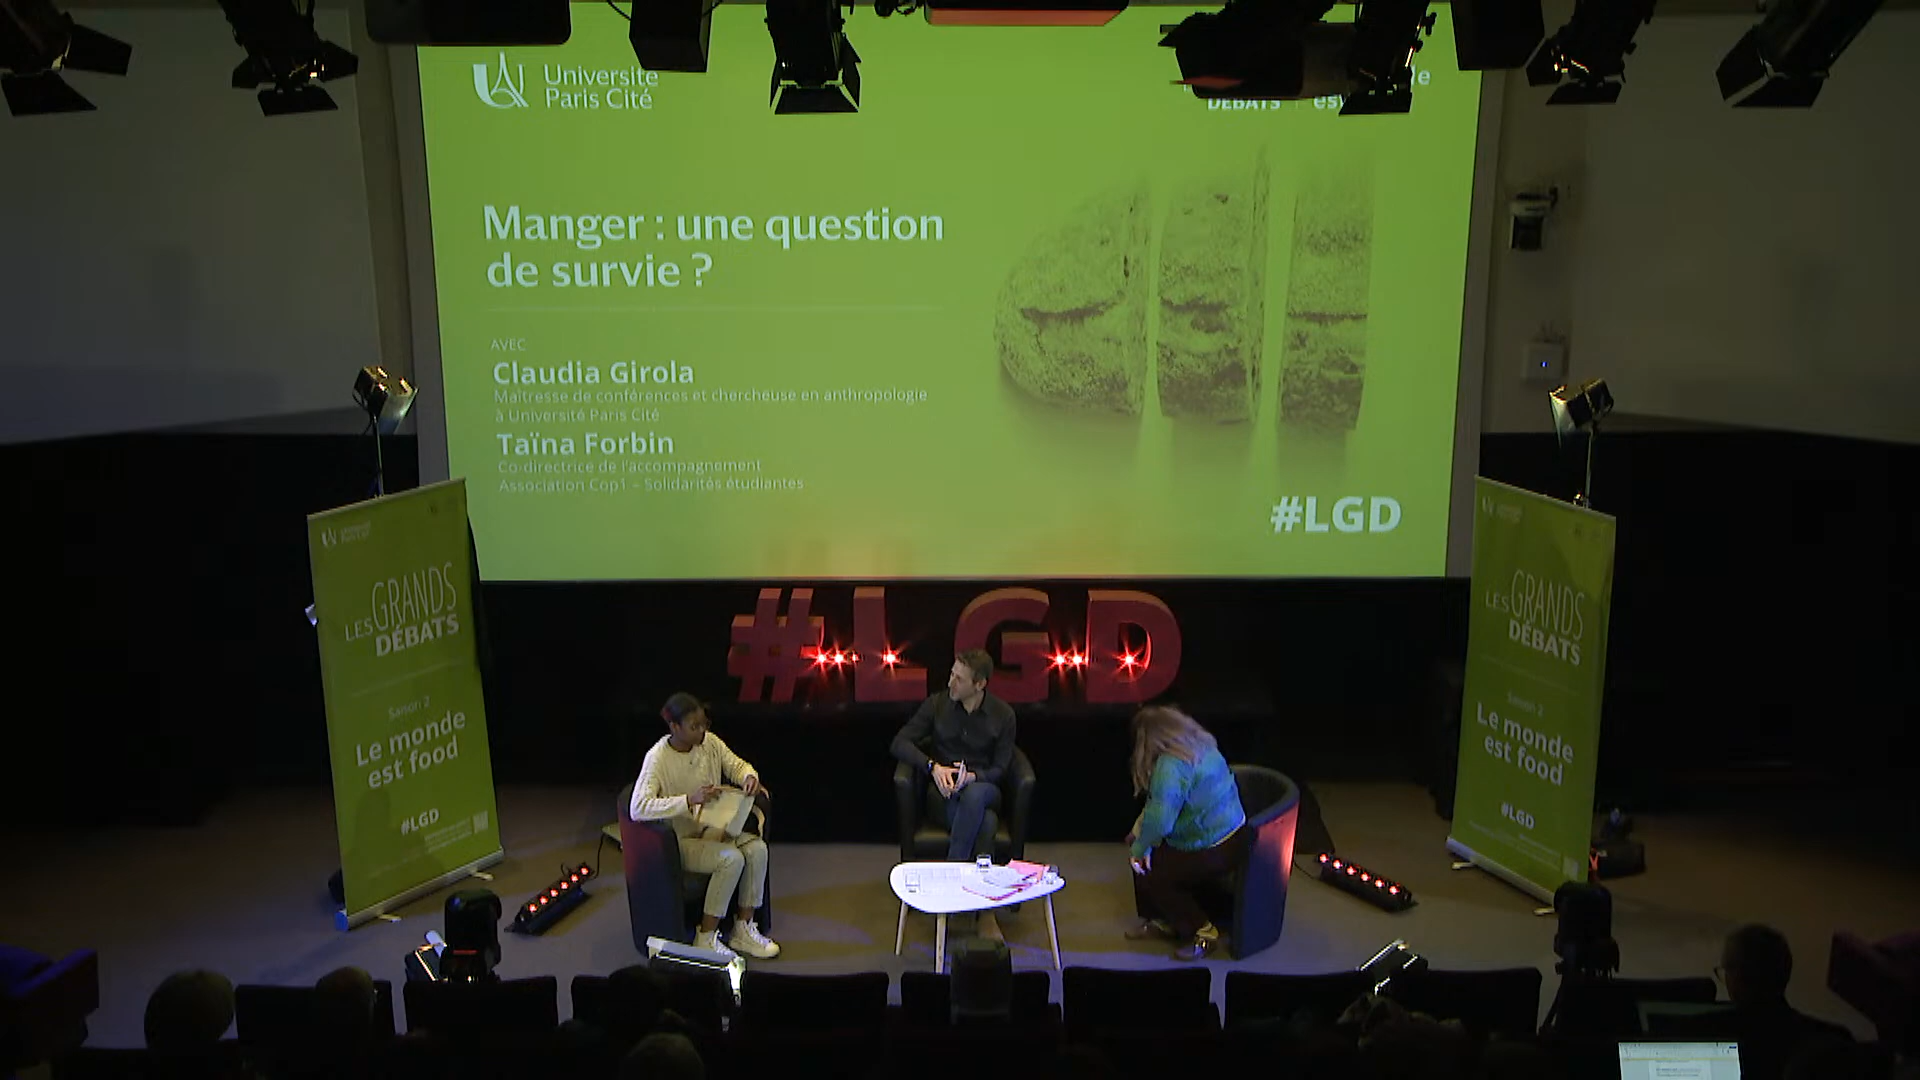 Université
Paris Cité
DÉBATS
Manger : une question
de survie ?
AVEC
Claudia Girola
Maîtresse de conférences et chercheuse en anthropologie
à Université Paris Cité
Taïna Forbin
Co-directrice de l'accompagnement
Association Cop1 – Solidarités étudiantes
#LGD
#LGD
LES GRANDS
DÉBATS
Saison 2
Le monde
est food
#LGD
LES GRANDS
DÉBATS
Saison 2
Le monde
est food
#LGD